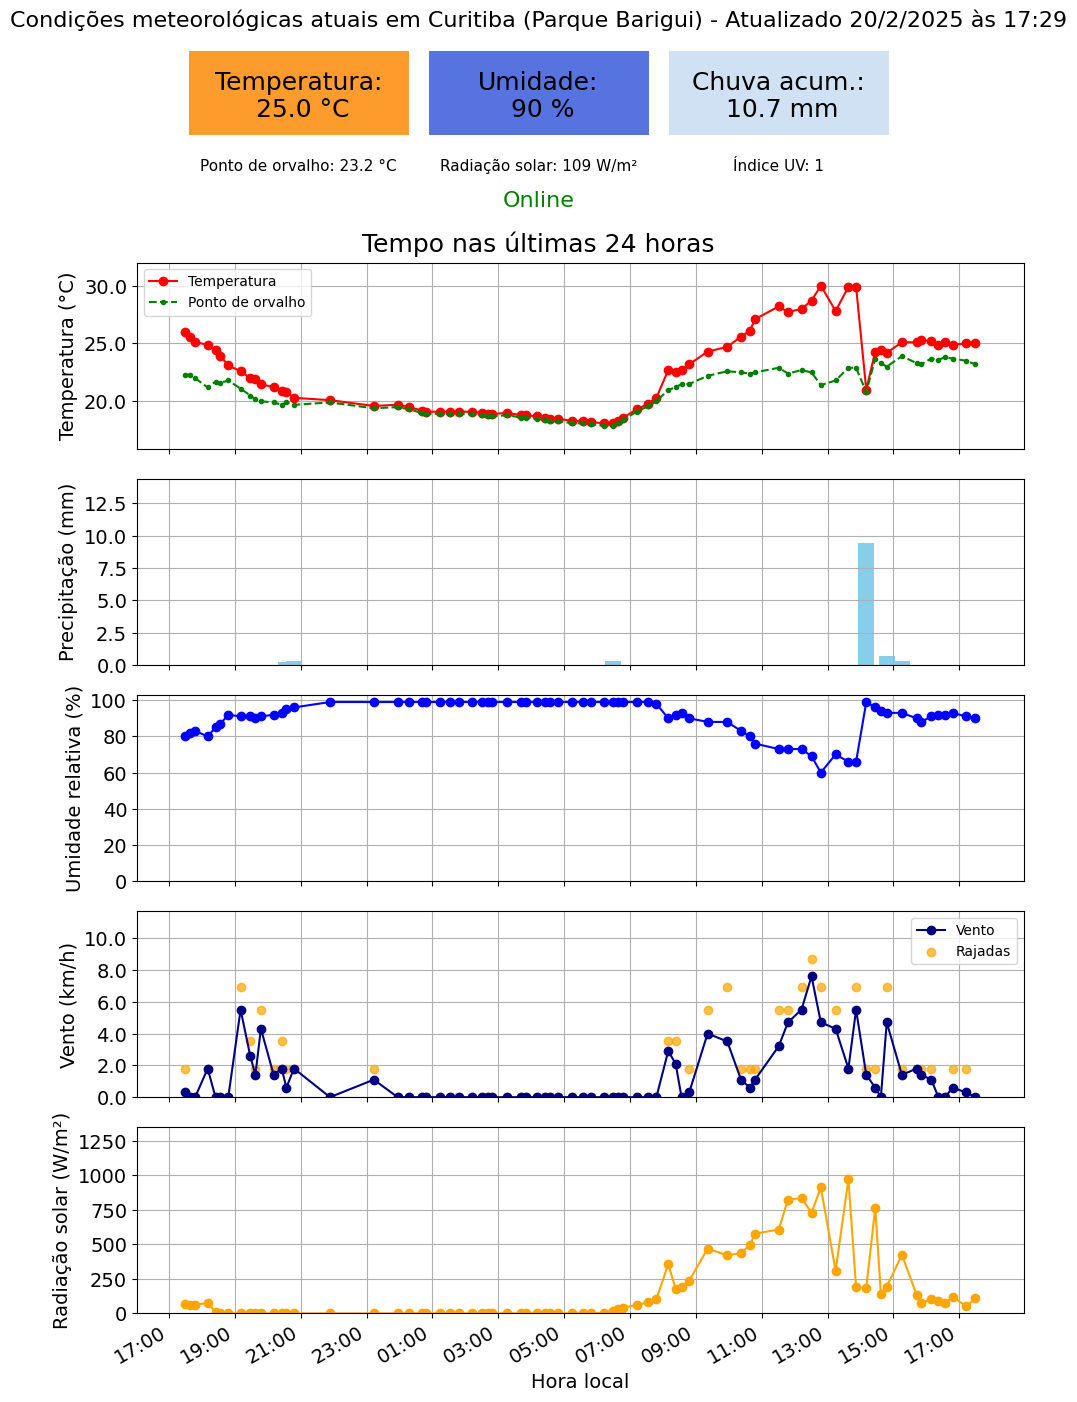 Condições meteorológicas atuais em Curitiba (Parque Barigui) - Atualizado 20/2/2025 às 17:29
Temperatura:
25.0 °C
Umidade:
90 %
Chuva acum.:
10.7 mm
Ponto de orvalho: 23.2 °C
Radiação solar: 109 W/m²
Índice UV: 1
Online
Tempo nas últimas 24 horas
Temperatura (°C)
30.0
25.0
20.0
Temperatura
Ponto de orvalho
Precipitação (mm)
12.5
10.0
7.5
5.0
2.5
0.0
Umidade relativa (%)
100
80
60
40
20
0
Vento (km/h)
10.0
8.0
6.0
4.0
2.0
0.0
Vento
Rajadas
Radiação solar (W/m²)
1250
1000
750
500
250
0
17:00
19:00
21:00
23:00
01:00
03:00
05:00
07:00
09:00
11:00
13:00
15:00
17:00
Hora local